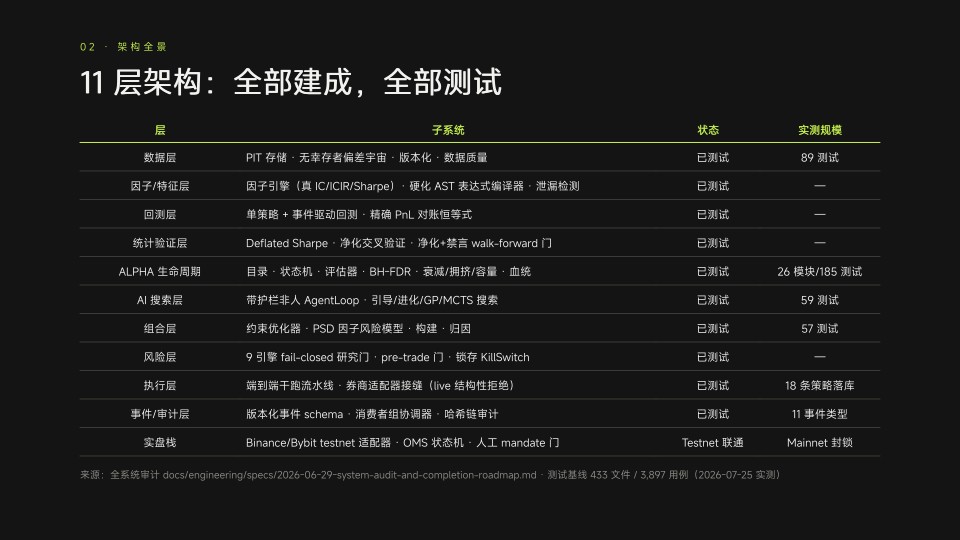 02 · 架构全景
11 层架构：全部建成，全部测试
层 子系统 状态 实测规模
数据层 PIT 存储 · 无幸存者偏差宇宙 · 版本化 · 数据质量 已测试 89 测试
因子/特征层 因子引擎（真 IC/ICIR/Sharpe）· 硬化 AST 表达式编译器 · 泄漏检测 已测试 —
回测层 单策略 + 事件驱动回测 · 精确 PnL 对账恒等式 已测试 —
统计验证层 Deflated Sharpe · 净化交叉验证 · 净化+禁言 walk-forward 门 已测试 —
ALPHA 生命周期 目录 · 状态机 · 评估器 · BH-FDR · 衰减/拥挤/容量 · 血统 已测试 26 模块/185 测试
AI 搜索层 带护栏非人 AgentLoop · 引导/进化/GP/MCTS 搜索 已测试 59 测试
组合层 约束优化器 · PSD 因子风险模型 · 构建 · 归因 已测试 57 测试
风险层 9 引擎 fail-closed 研究门 · pre-trade 门 · 锁存 KillSwitch 已测试 —
执行层 端到端干跑流水线 · 券商适配器接缝（live 结构性拒绝） 已测试 18 条策略落库
事件/审计层 版本化事件 schema · 消费者组协调器 · 哈希链审计 已测试 11 事件类型
实盘栈 Binance/Bybit testnet 适配器 · OMS 状态机 · 人工 mandate 门 Testnet 联通 Mainnet 封锁
来源：全系统审计 docs/engineering/specs/2026-06-29-system-audit-and-completion-roadmap.md · 测试基线 433 文件 / 3,897 用例（2026-07-25 实测）